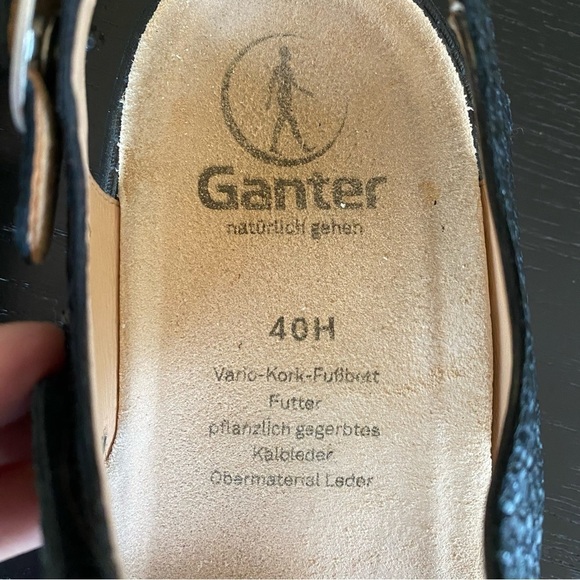 Ganter
natürlich gehen
40H
Vario-Kork-Fußbett
Futter
pflanzlich gegerbtes
Kalbleder
Obermaterial Leder